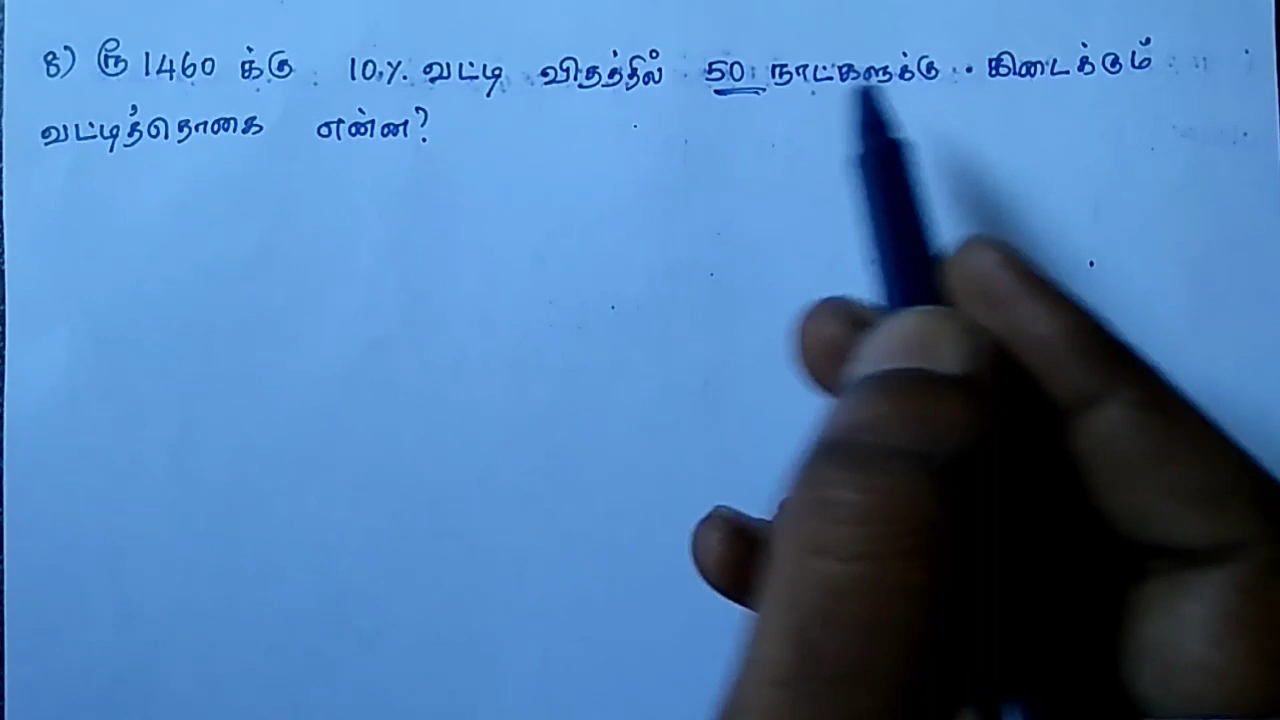 8) ரூ 1460 க்கு 10% வட்டி விதத்தில் 50 நாட்களுக்கு கிடைக்கும்
வட்டித்தொகை என்ன?